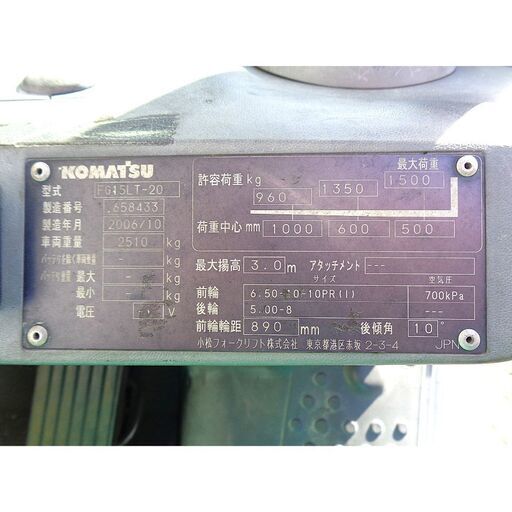 KOMATSU
型式 FG15LT-20
製造番号 .658433
製造年月 2006/10
車両重量 2510 kg
バッテリを除く車両重量 - kg
バッテリ重量 最大 - kg
最小 - kg
電圧 V
最大荷重
許容荷重 kg 960 1350 1500
荷重中心 mm 1000 600 500
最大揚高 3.0 m アタッチメント ---
サイズ 空気圧
前輪 6.50-10-10PR(I) 700kPa
後輪 5.00-8
前輪輪距 890 mm 後傾角 10°
小松フォークリフト株式会社 東京都港区赤坂 2-3-4 JPN